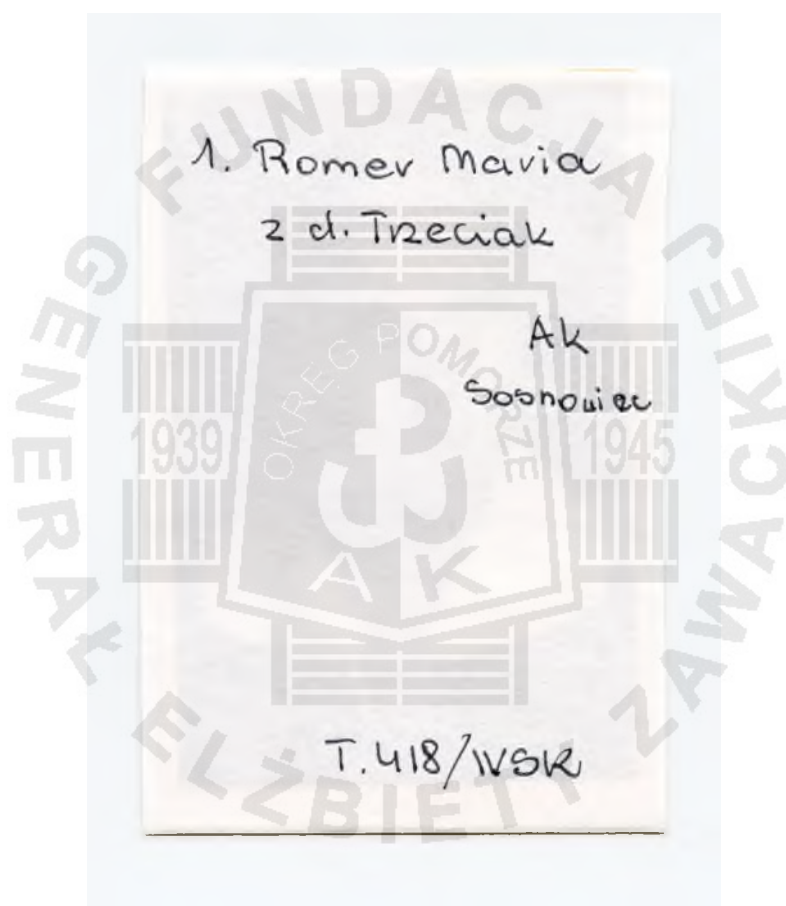 1. Romer Maria
z d. Trzeciak
AK
Sosnowiec
T.418/WSK
FUNDACJA
GENERAŁ ELŻBIETY ZAWACKIEJ
OKRĘG POMORZE
1939
1945
AK